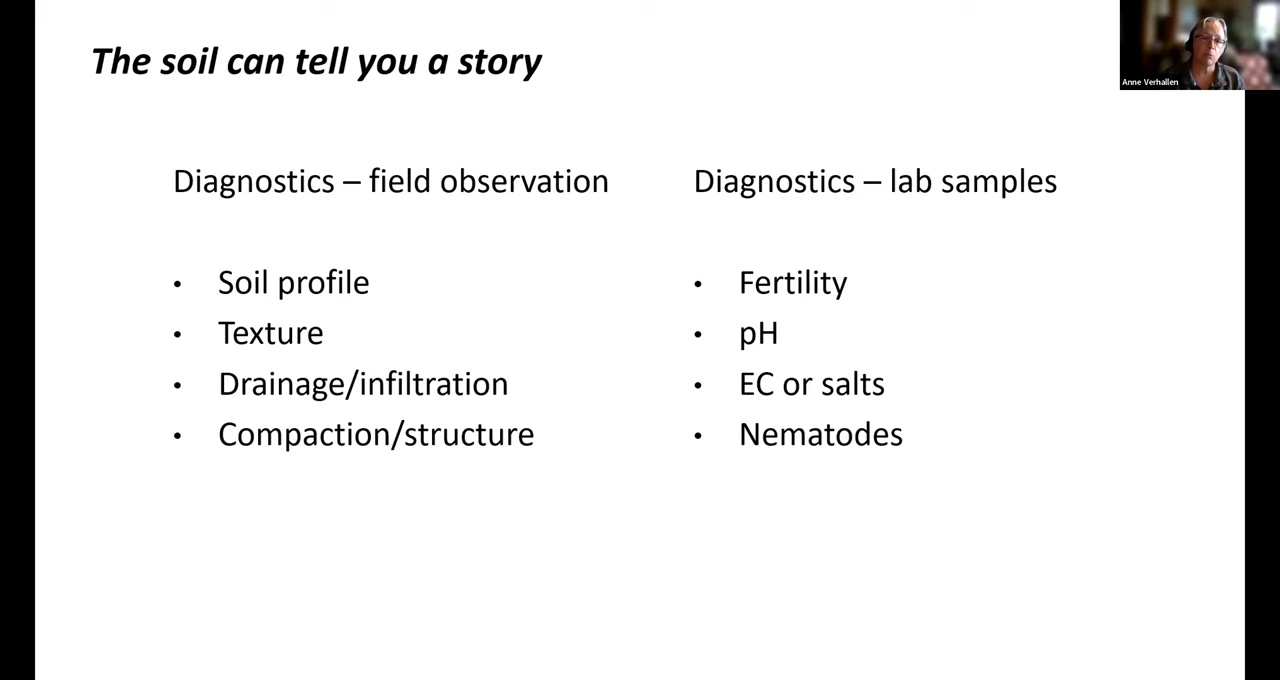 The soil can tell you a story
Anne Verhallen
Diagnostics – field observation
• Soil profile
• Texture
• Drainage/infiltration
• Compaction/structure
Diagnostics – lab samples
• Fertility
• pH
• EC or salts
• Nematodes